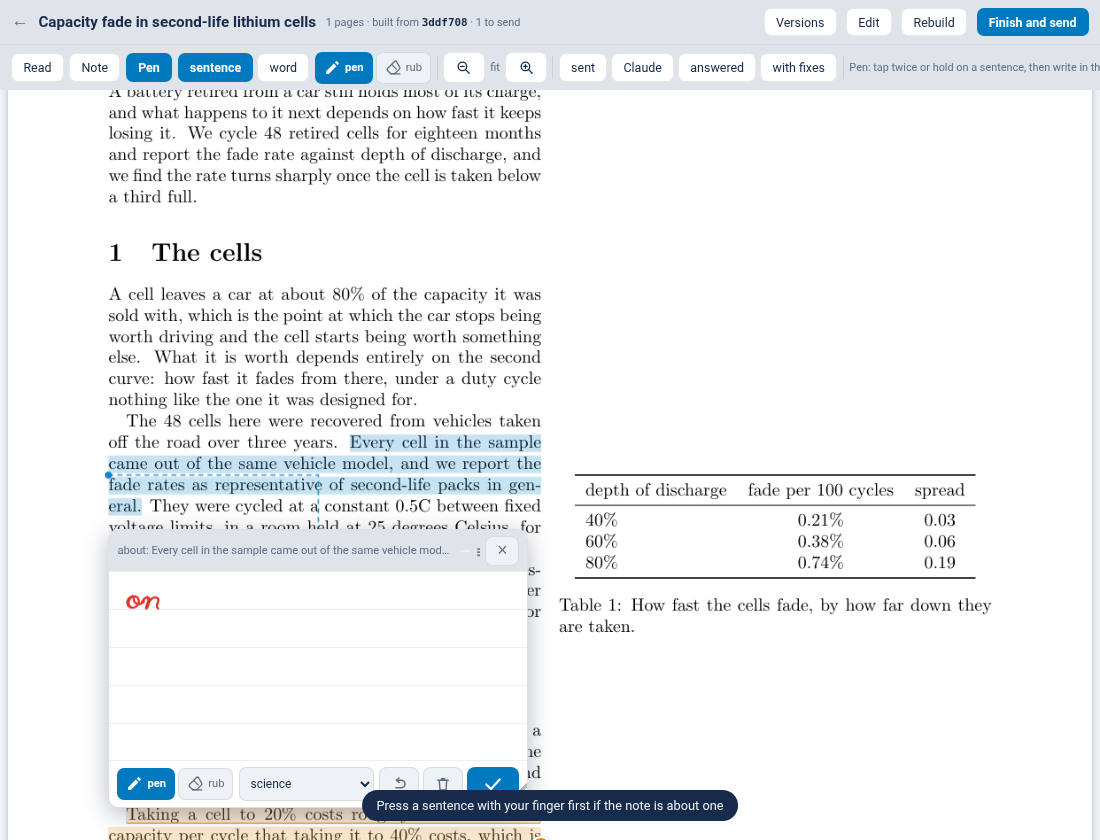 ← Capacity fade in second-life lithium cells 1 pages · built from 3ddf708 · 1 to send Versions Edit Rebuild Finish and send
Read Note Pen sentence word pen rub fit sent Claude answered with fixes Pen: tap twice or hold on a sentence, then write in th
A battery retired from a car still holds most of its charge,
and what happens to it next depends on how fast it keeps
losing it. We cycle 48 retired cells for eighteen months
and report the fade rate against depth of discharge, and
we find the rate turns sharply once the cell is taken below
a third full.
1 The cells
A cell leaves a car at about 80% of the capacity it was
sold with, which is the point at which the car stops being
worth driving and the cell starts being worth something
else. What it is worth depends entirely on the second
curve: how fast it fades from there, under a duty cycle
nothing like the one it was designed for.
The 48 cells here were recovered from vehicles taken
off the road over three years. Every cell in the sample
came out of the same vehicle model, and we report the
fade rates as representative of second-life packs in gen-
eral. They were cycled at a constant 0.5C between fixed
voltage limits, in a room held at 25 degrees Celsius, for
about: Every cell in the sample came out of the same vehicle mod... ×
s-
er
or
on
a
ne
nd
pen rub science
Press a sentence with your finger first if the note is about one
Taking a cell to 20% costs
capacity per cycle that taking it to 40% costs, which is
depth of discharge fade per 100 cycles spread
40% 0.21% 0.03
60% 0.38% 0.06
80% 0.74% 0.19
Table 1: How fast the cells fade, by how far down they
are taken.